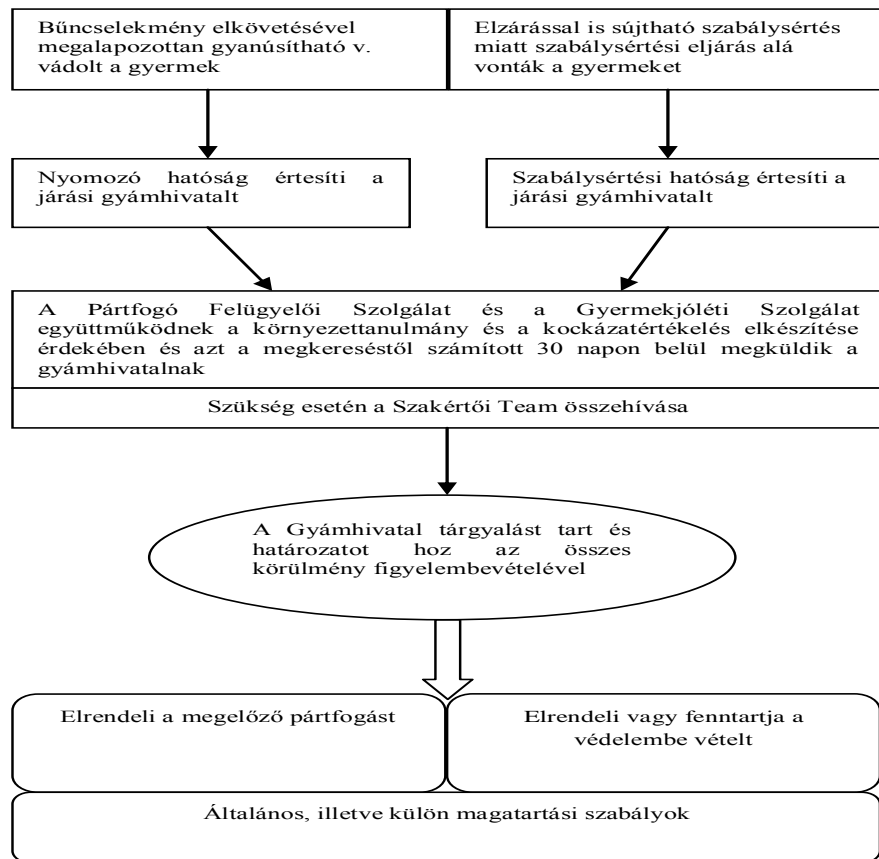 Bűncselekmény elkövetésével
megalapozottan gyanúsítható v.
vádolt a gyermek
Elzárással is sújtható szabálysértés
miatt szabálysértési eljárás alá
vonták a gyermeket
Nyomozó hatóság értesíti a
járási gyámhivatalt
Szabálysértési hatóság értesíti a
járási gyámhivatalt
A Pártfogó Felügyelői Szolgálat és a Gyermekjóléti Szolgálat
együttműködnek a környezettanulmány és a kockázatértékelés elkészítése
érdekében és azt a megkereséstől számított 30 napon belül megküldik a
gyámhivatalnak
Szükség esetén a Szakértői Team összehívása
A Gyámhivatal tárgyalást tart és
határozatot hoz az összes
körülmény figyelembevételével
Elrendeli a megelőző pártfogást
Elrendeli vagy fenntartja a
védelembe vételt
Általános, illetve külön magatartási szabályok